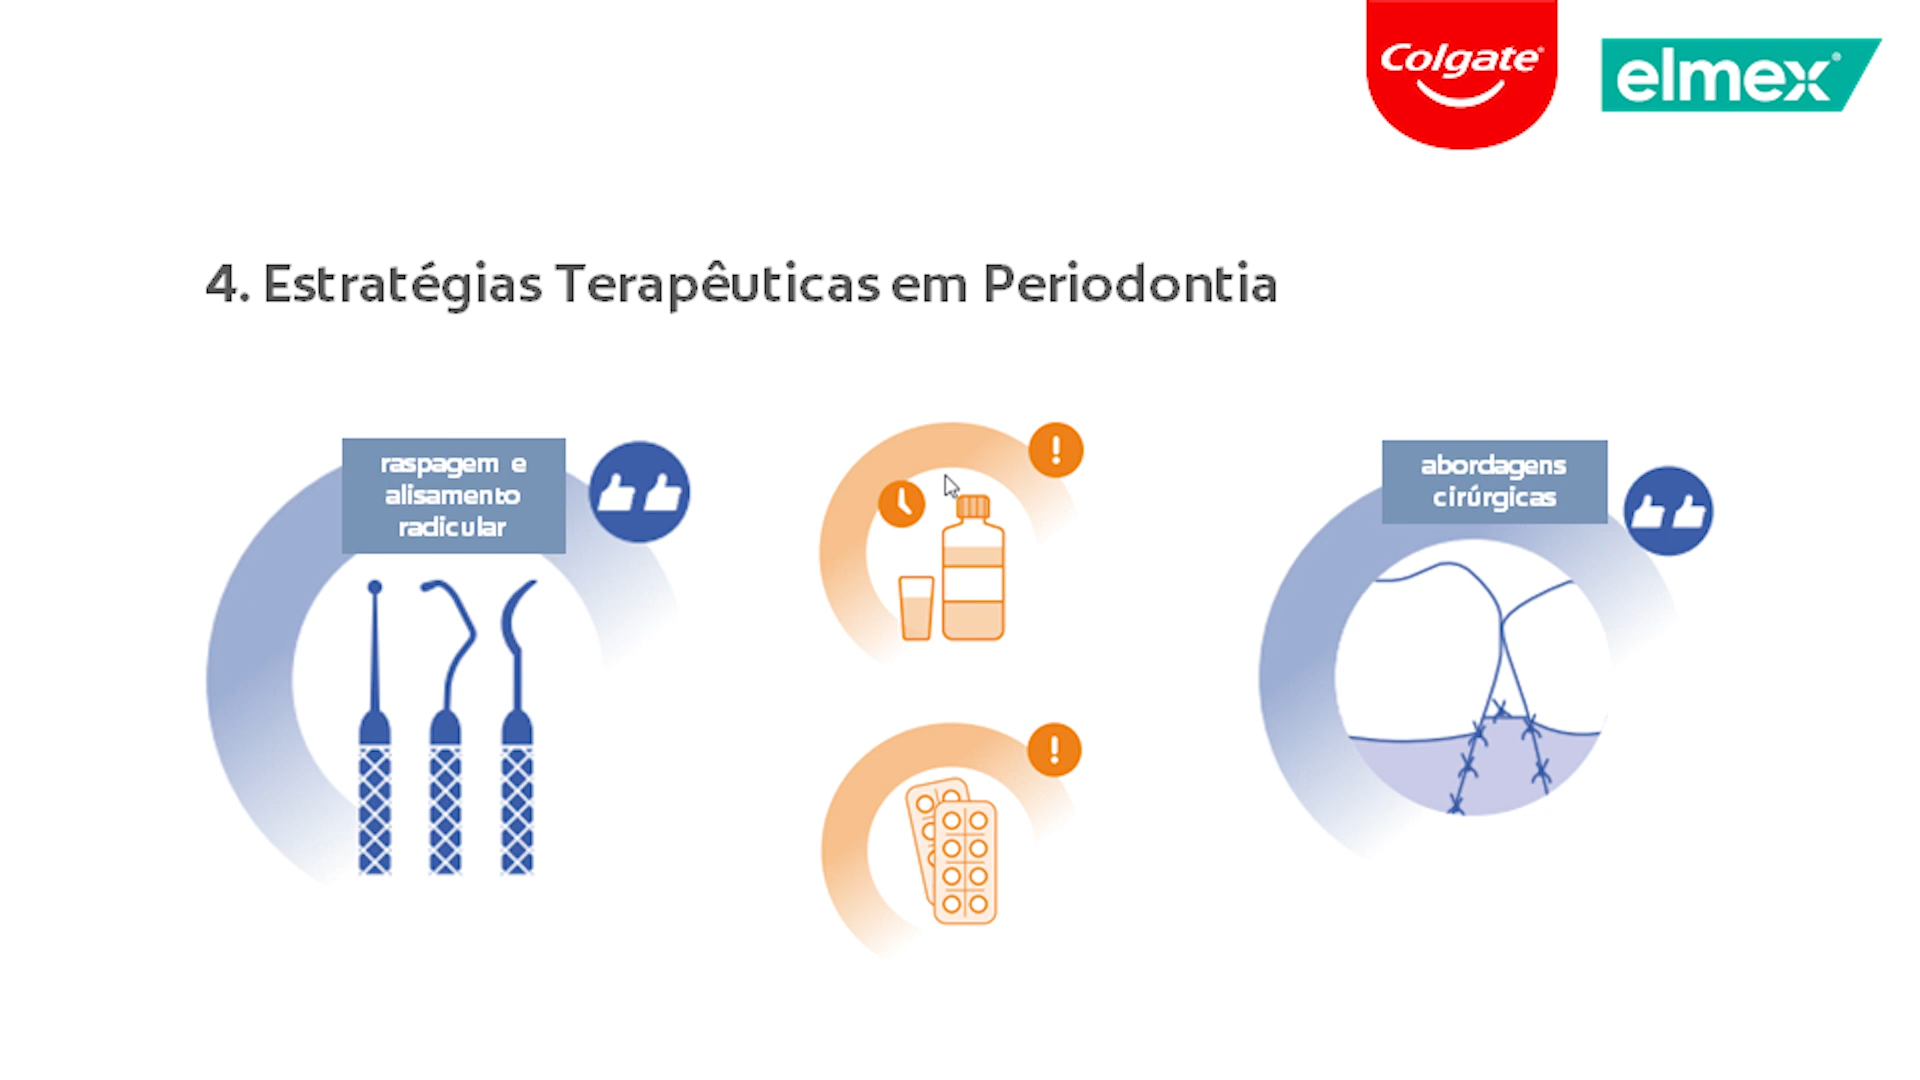 Colgate
elmex
4. Estratégias Terapêuticas em Periodontia
raspagem e
alisamento
radicular
!
abordagens
cirúrgicas
!